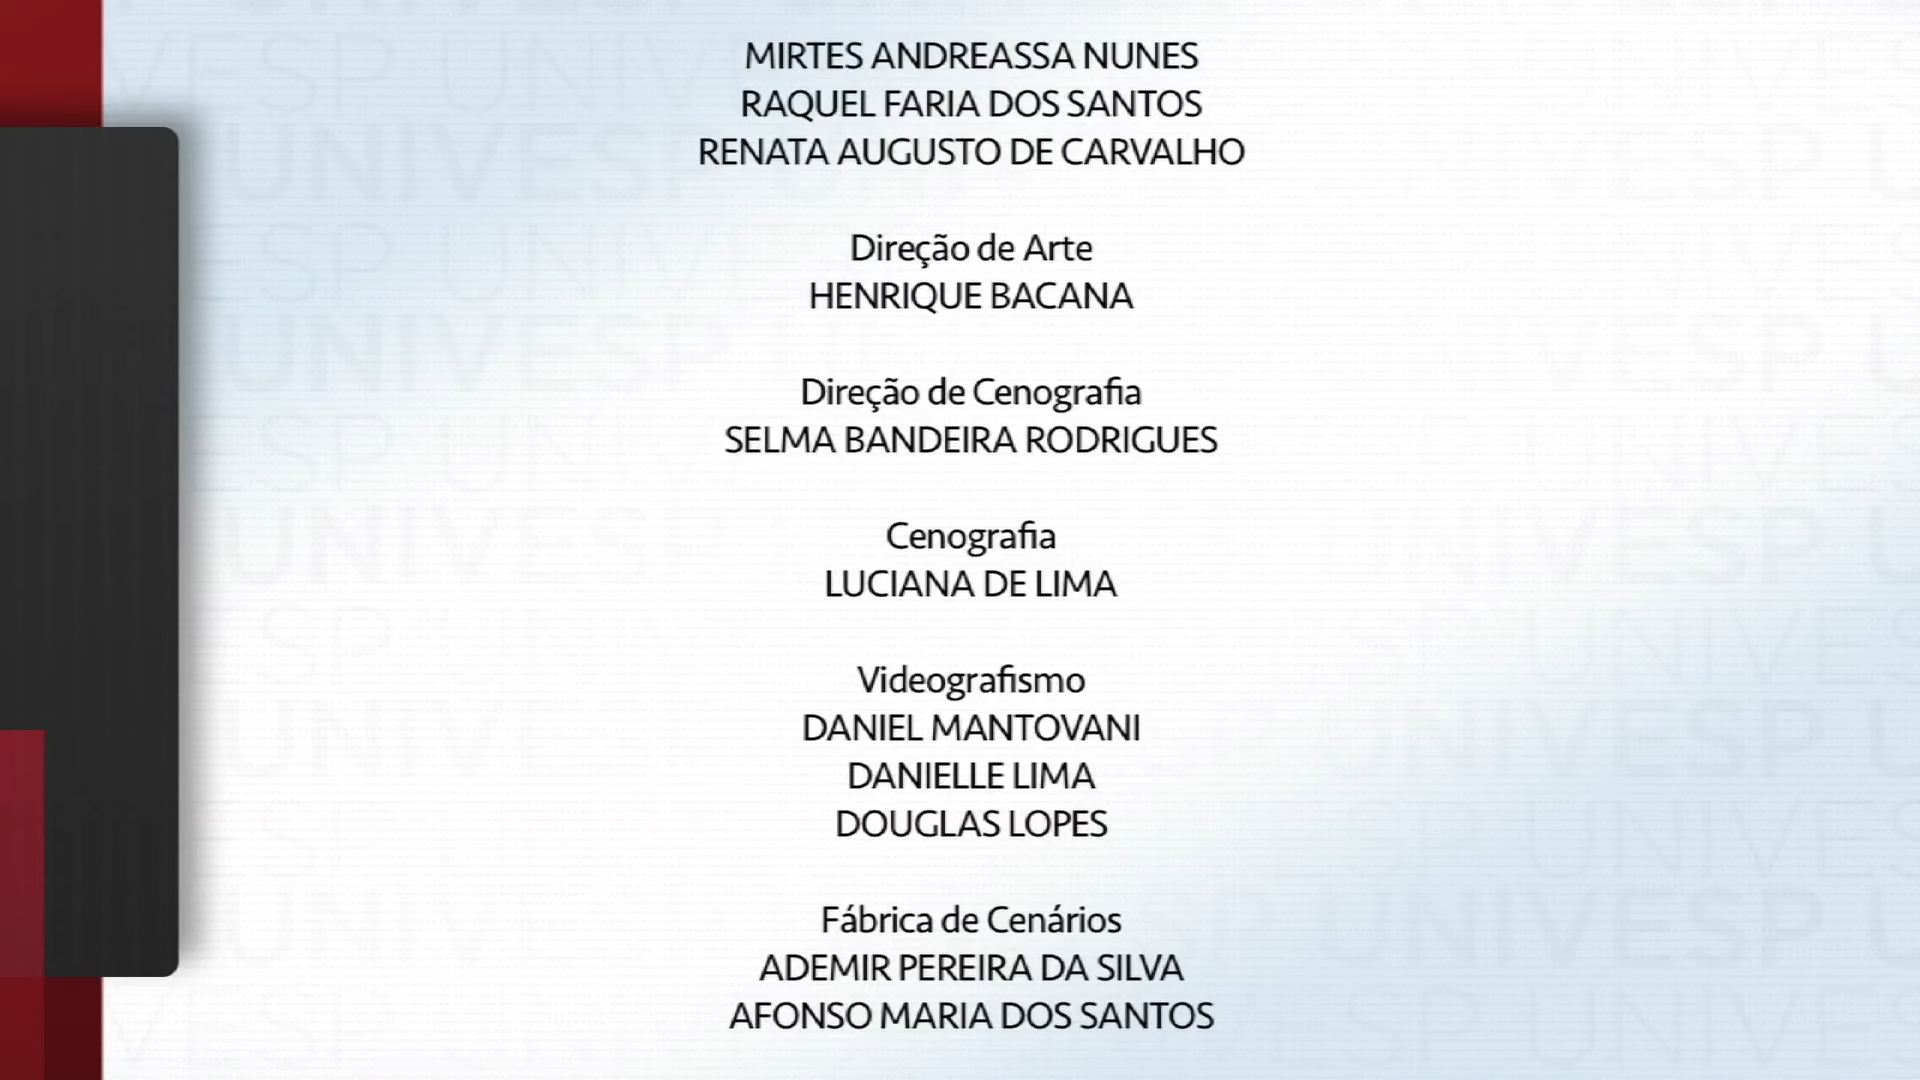 MIRTES ANDREASSA NUNES
RAQUEL FARIA DOS SANTOS
RENATA AUGUSTO DE CARVALHO
Direção de Arte
HENRIQUE BACANA
Direção de Cenografia
SELMA BANDEIRA RODRIGUES
Cenografia
LUCIANA DE LIMA
Videografismo
DANIEL MANTOVANI
DANIELLE LIMA
DOUGLAS LOPES
Fábrica de Cenários
ADEMIR PEREIRA DA SILVA
AFONSO MARIA DOS SANTOS